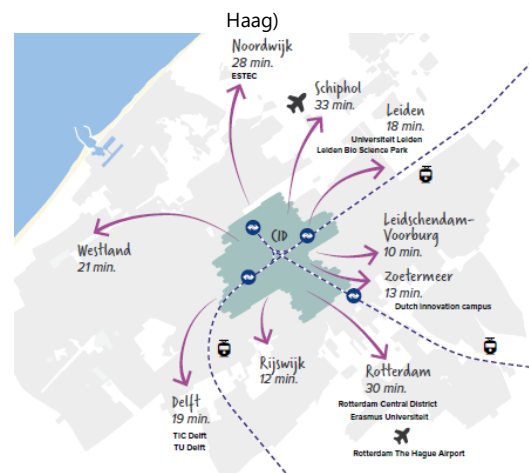 Haag)
Noordwijk
28 min.
ESTEC
Schiphol
33 min.
Leiden
18 min.
Universiteit Leiden
Leiden Bio Science Park
CID
Westland
21 min.
Leidschendam-
Voorburg
10 min.
Zoetermeer
13 min.
Dutch innovation campus
Rijswijk
12 min.
Rotterdam
30 min.
Rotterdam Central District
Erasmus Universiteit
Rotterdam The Hague Airport
Delft
19 min.
TIC Delft
TU Delft